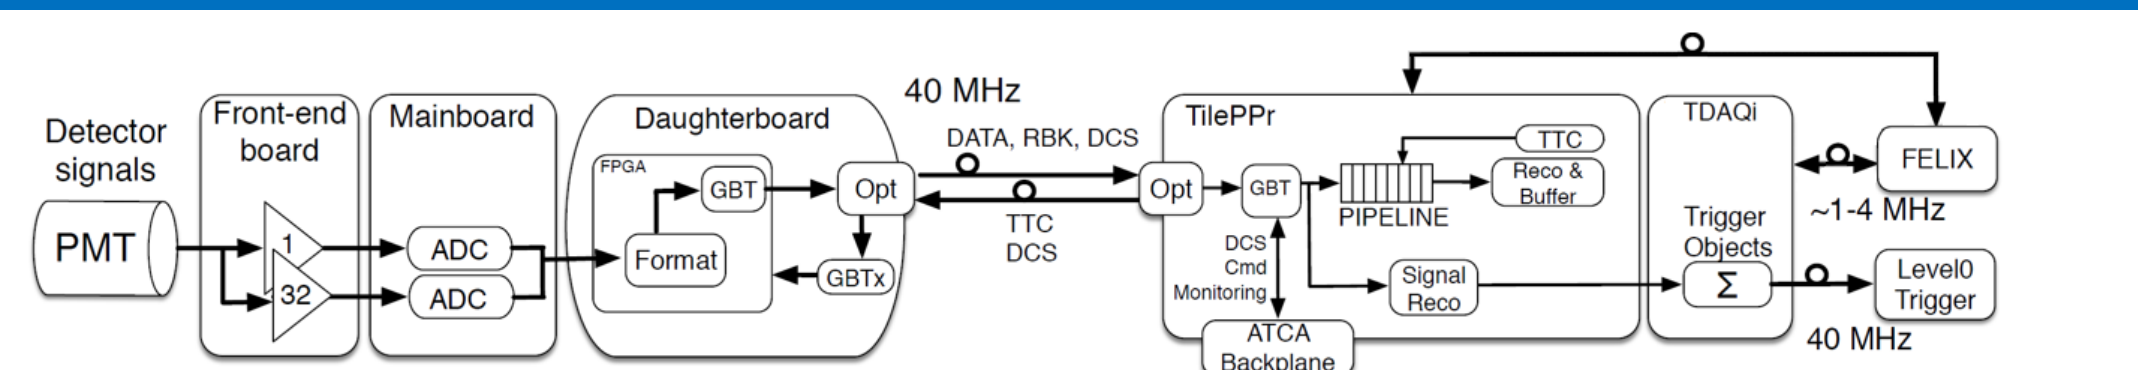 Detector
signals
PMT
Front-end
board
1
32
Mainboard
ADC
ADC
Daughterboard
FPGA
GBT
Format
Opt
GBTx
40 MHz
DATA, RBK, DCS
TTC
DCS
TilePPr
Opt
GBT
PIPELINE
TTC
Reco &
Buffer
DCS
Cmd
Monitoring
Signal
Reco
ATCA
Backplane
TDAQi
Trigger
Objects
Σ
FELIX
~1-4 MHz
Level0
Trigger
40 MHz